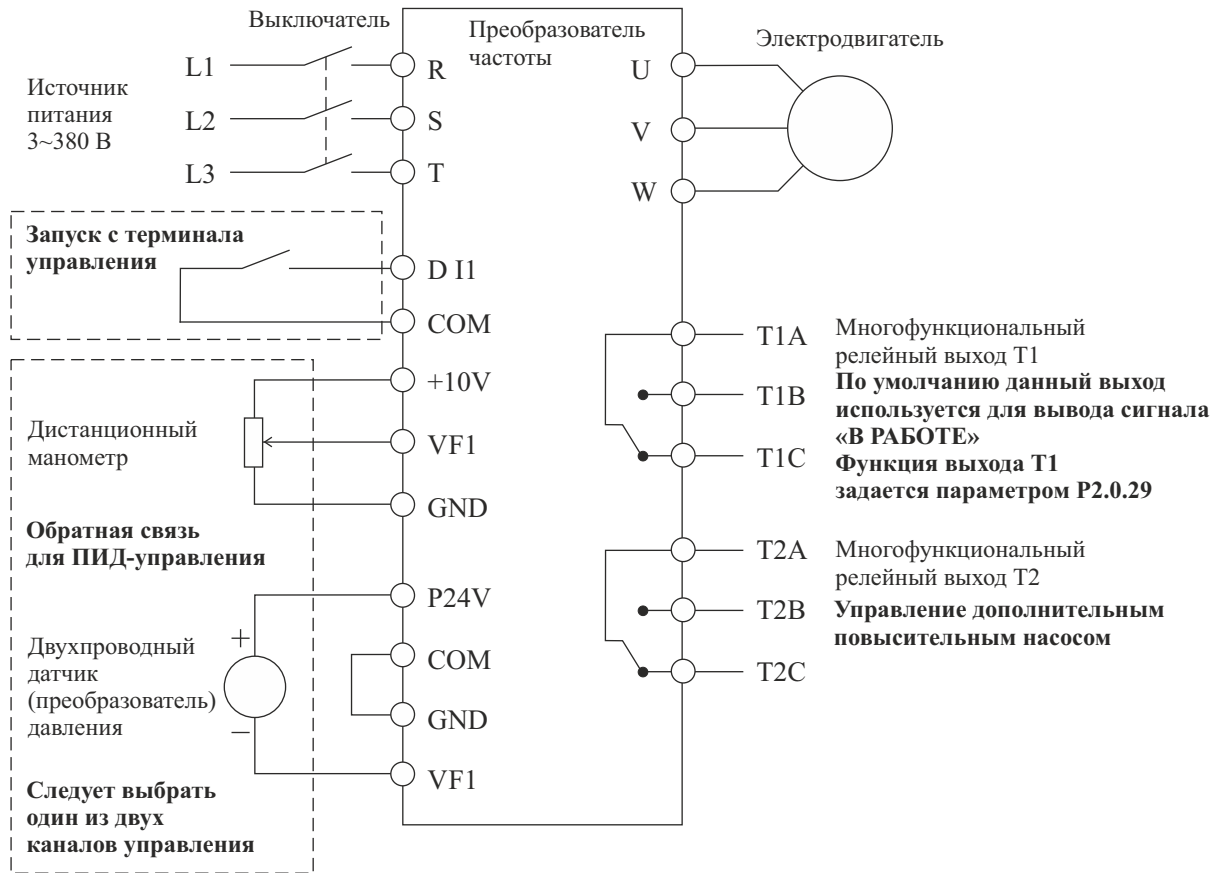 Выключатель
Преобразователь
частоты
Электродвигатель
Источник
питания
3~380 В
L1
L2
L3
R
S
T
U
V
W
Запуск с терминала
управления
D I1
COM
Дистанционный
манометр
+10V
VF1
GND
Обратная связь
для ПИД-управления
Двухпроводный
датчик
(преобразователь)
давления
+
−
P24V
COM
GND
VF1
Следует выбрать
один из двух
каналов управления
T1A
T1B
T1C
Многофункциональный
релейный выход T1
По умолчанию данный выход
используется для вывода сигнала
«В РАБОТЕ»
Функция выхода T1
задается параметром P2.0.29
T2A
T2B
T2C
Многофункциональный
релейный выход T2
Управление дополнительным
повысительным насосом